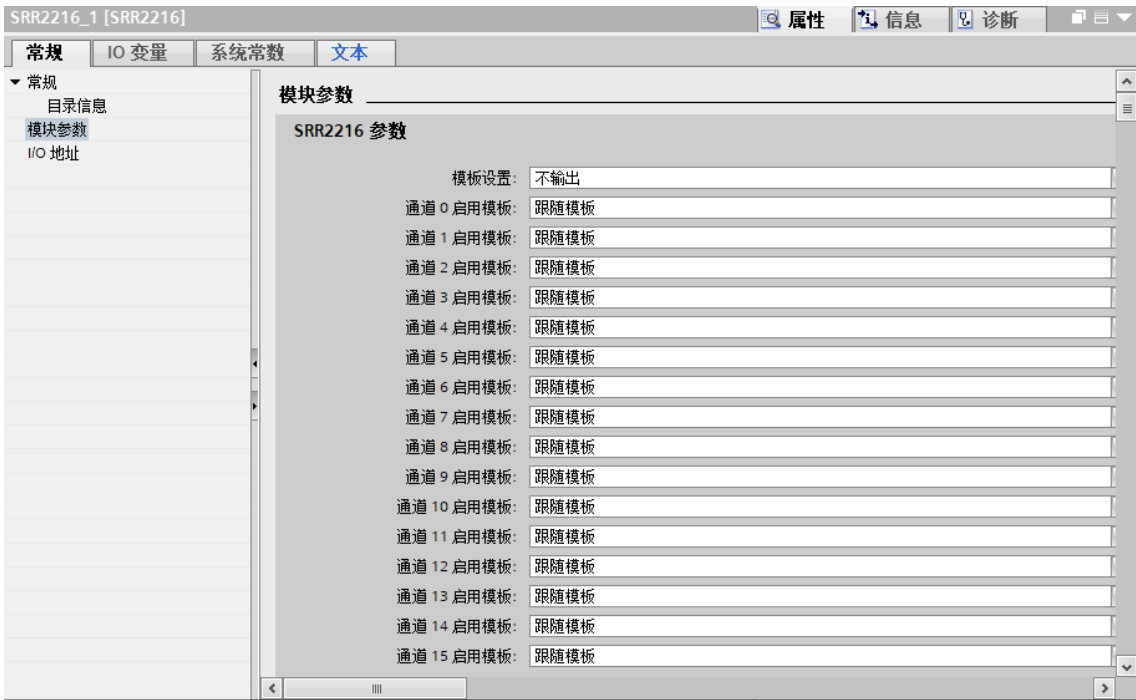 SRR2216_1 [SRR2216]
属性
信息
诊断
常规
IO 变量
系统常数
文本
常规
目录信息
模块参数
I/O 地址
模块参数
SRR2216 参数
模板设置: 不输出
通道 0 启用模板: 跟随模板
通道 1 启用模板: 跟随模板
通道 2 启用模板: 跟随模板
通道 3 启用模板: 跟随模板
通道 4 启用模板: 跟随模板
通道 5 启用模板: 跟随模板
通道 6 启用模板: 跟随模板
通道 7 启用模板: 跟随模板
通道 8 启用模板: 跟随模板
通道 9 启用模板: 跟随模板
通道 10 启用模板: 跟随模板
通道 11 启用模板: 跟随模板
通道 12 启用模板: 跟随模板
通道 13 启用模板: 跟随模板
通道 14 启用模板: 跟随模板
通道 15 启用模板: 跟随模板